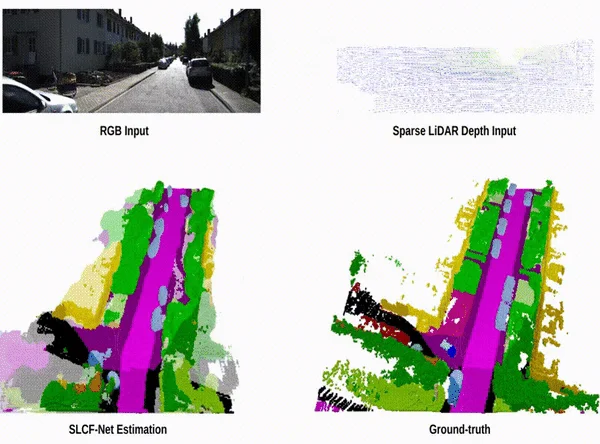 RGB Input
Sparse LiDAR Depth Input
SLCF-Net Estimation
Ground-truth